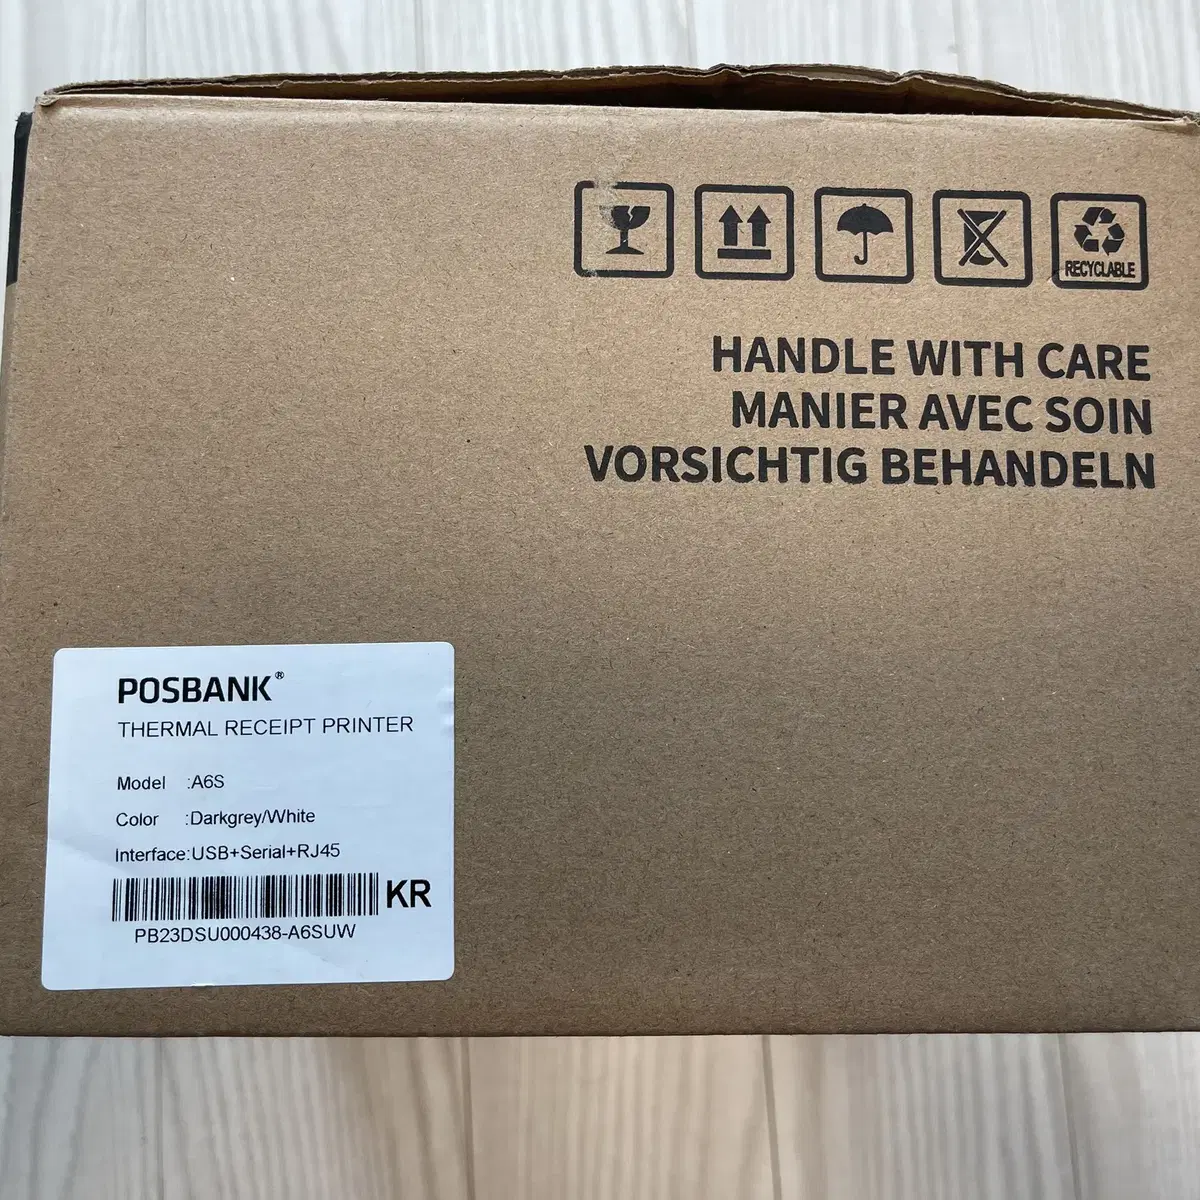 RECYCLABLE
HANDLE WITH CARE
MANIER AVEC SOIN
VORSICHTIG BEHANDELN
POSBANK®
THERMAL RECEIPT PRINTER
Model :A6S
Color :Darkgrey/White
Interface:USB+Serial+RJ45
KR
PB23DSU000438-A6SUW